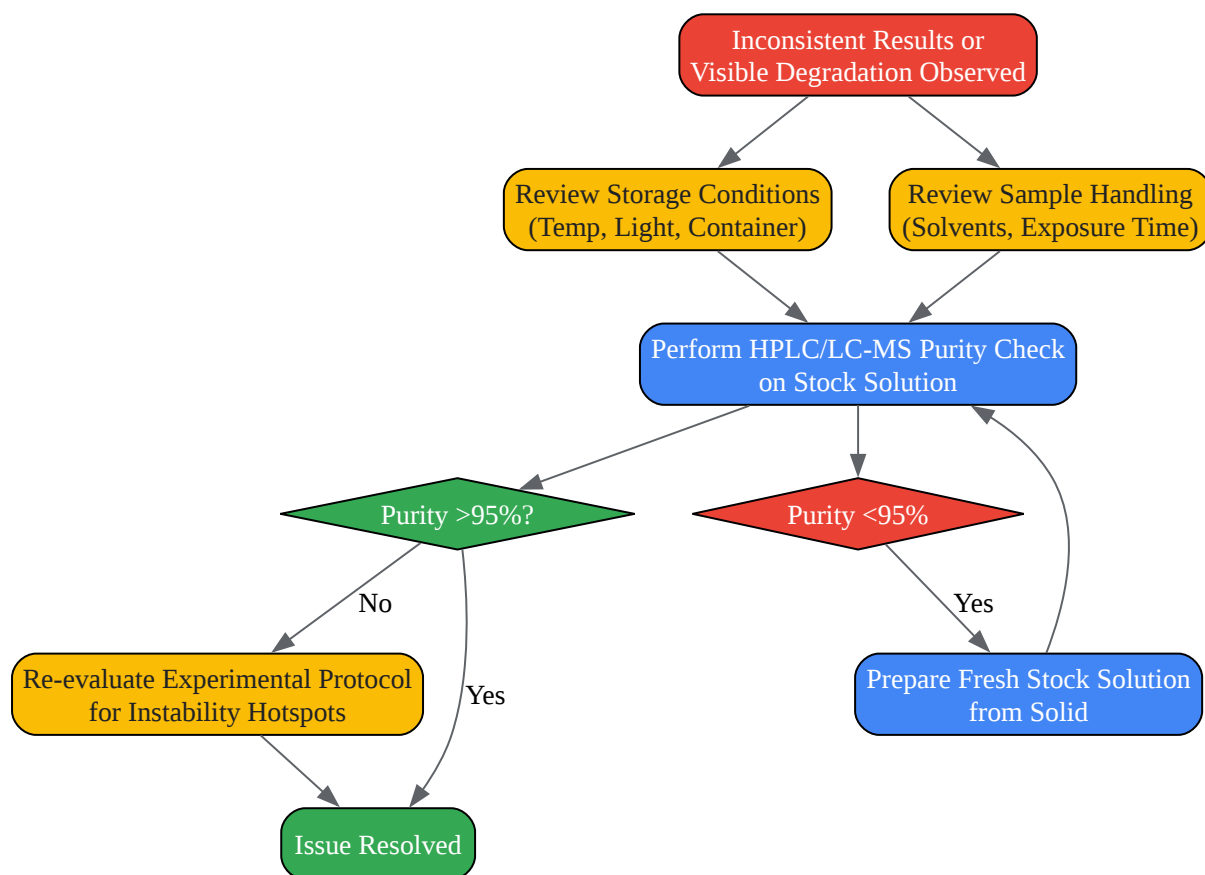 Inconsistent Results or
Visible Degradation Observed
Review Storage Conditions
(Temp, Light, Container)
Review Sample Handling
(Solvents, Exposure Time)
Perform HPLC/LC-MS Purity Check
on Stock Solution
Purity >95%?
Purity <95%
No
Yes
Yes
Re-evaluate Experimental Protocol
for Instability Hotspots
Prepare Fresh Stock Solution
from Solid
Issue Resolved